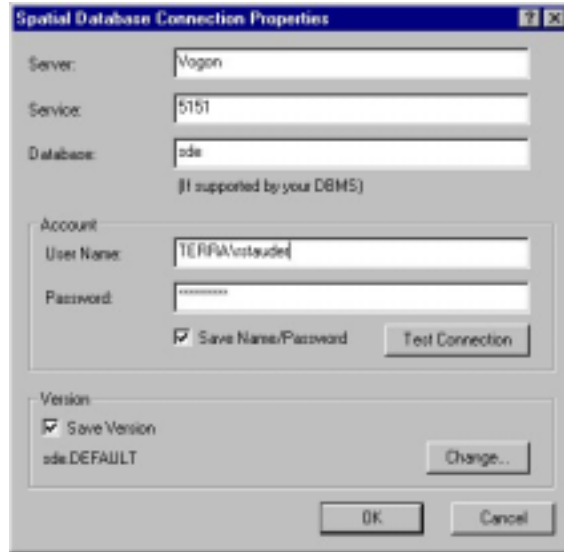 Spatial Database Connection Properties
Server: Vogon
Service: 5151
Database: sde
(If supported by your DBMS)
Account
User Name: TERRA\rstauder
Password: *********
Save Name/Password Test Connection
Version
Save Version
sde.DEFAULT Change...
OK Cancel